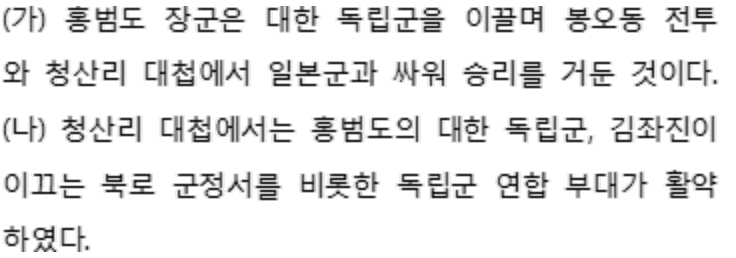 (가) 홍범도 장군은 대한 독립군을 이끌며 봉오동 전투
와 청산리 대첩에서 일본군과 싸워 승리를 거둔 것이다.
(나) 청산리 대첩에서는 홍범도의 대한 독립군, 김좌진이
이끄는 북로 군정서를 비롯한 독립군 연합 부대가 활약
하였다.